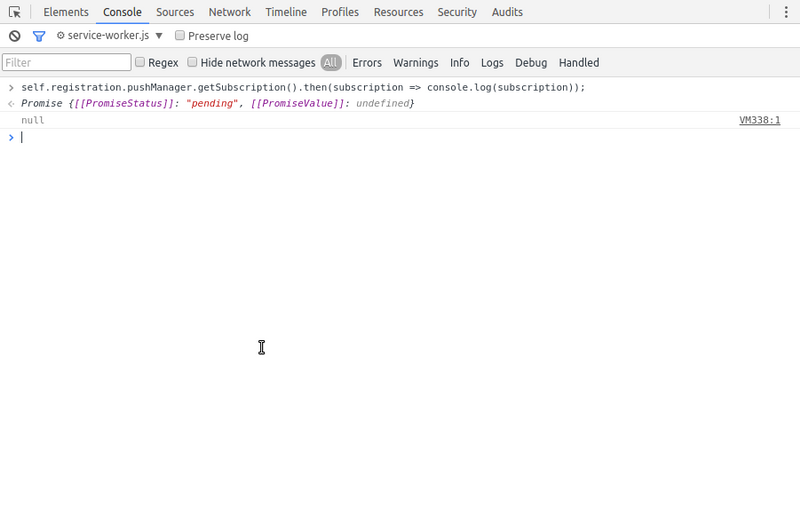 Elements Console Sources Network Timeline Profiles Resources Security Audits
service-worker.js ▼ Preserve log
Filter Regex Hide network messages All Errors Warnings Info Logs Debug Handled
> self.registration.pushManager.getSubscription().then(subscription => console.log(subscription));
Promise {[[PromiseStatus]]: "pending", [[PromiseValue]]: undefined}
null VM338:1
>